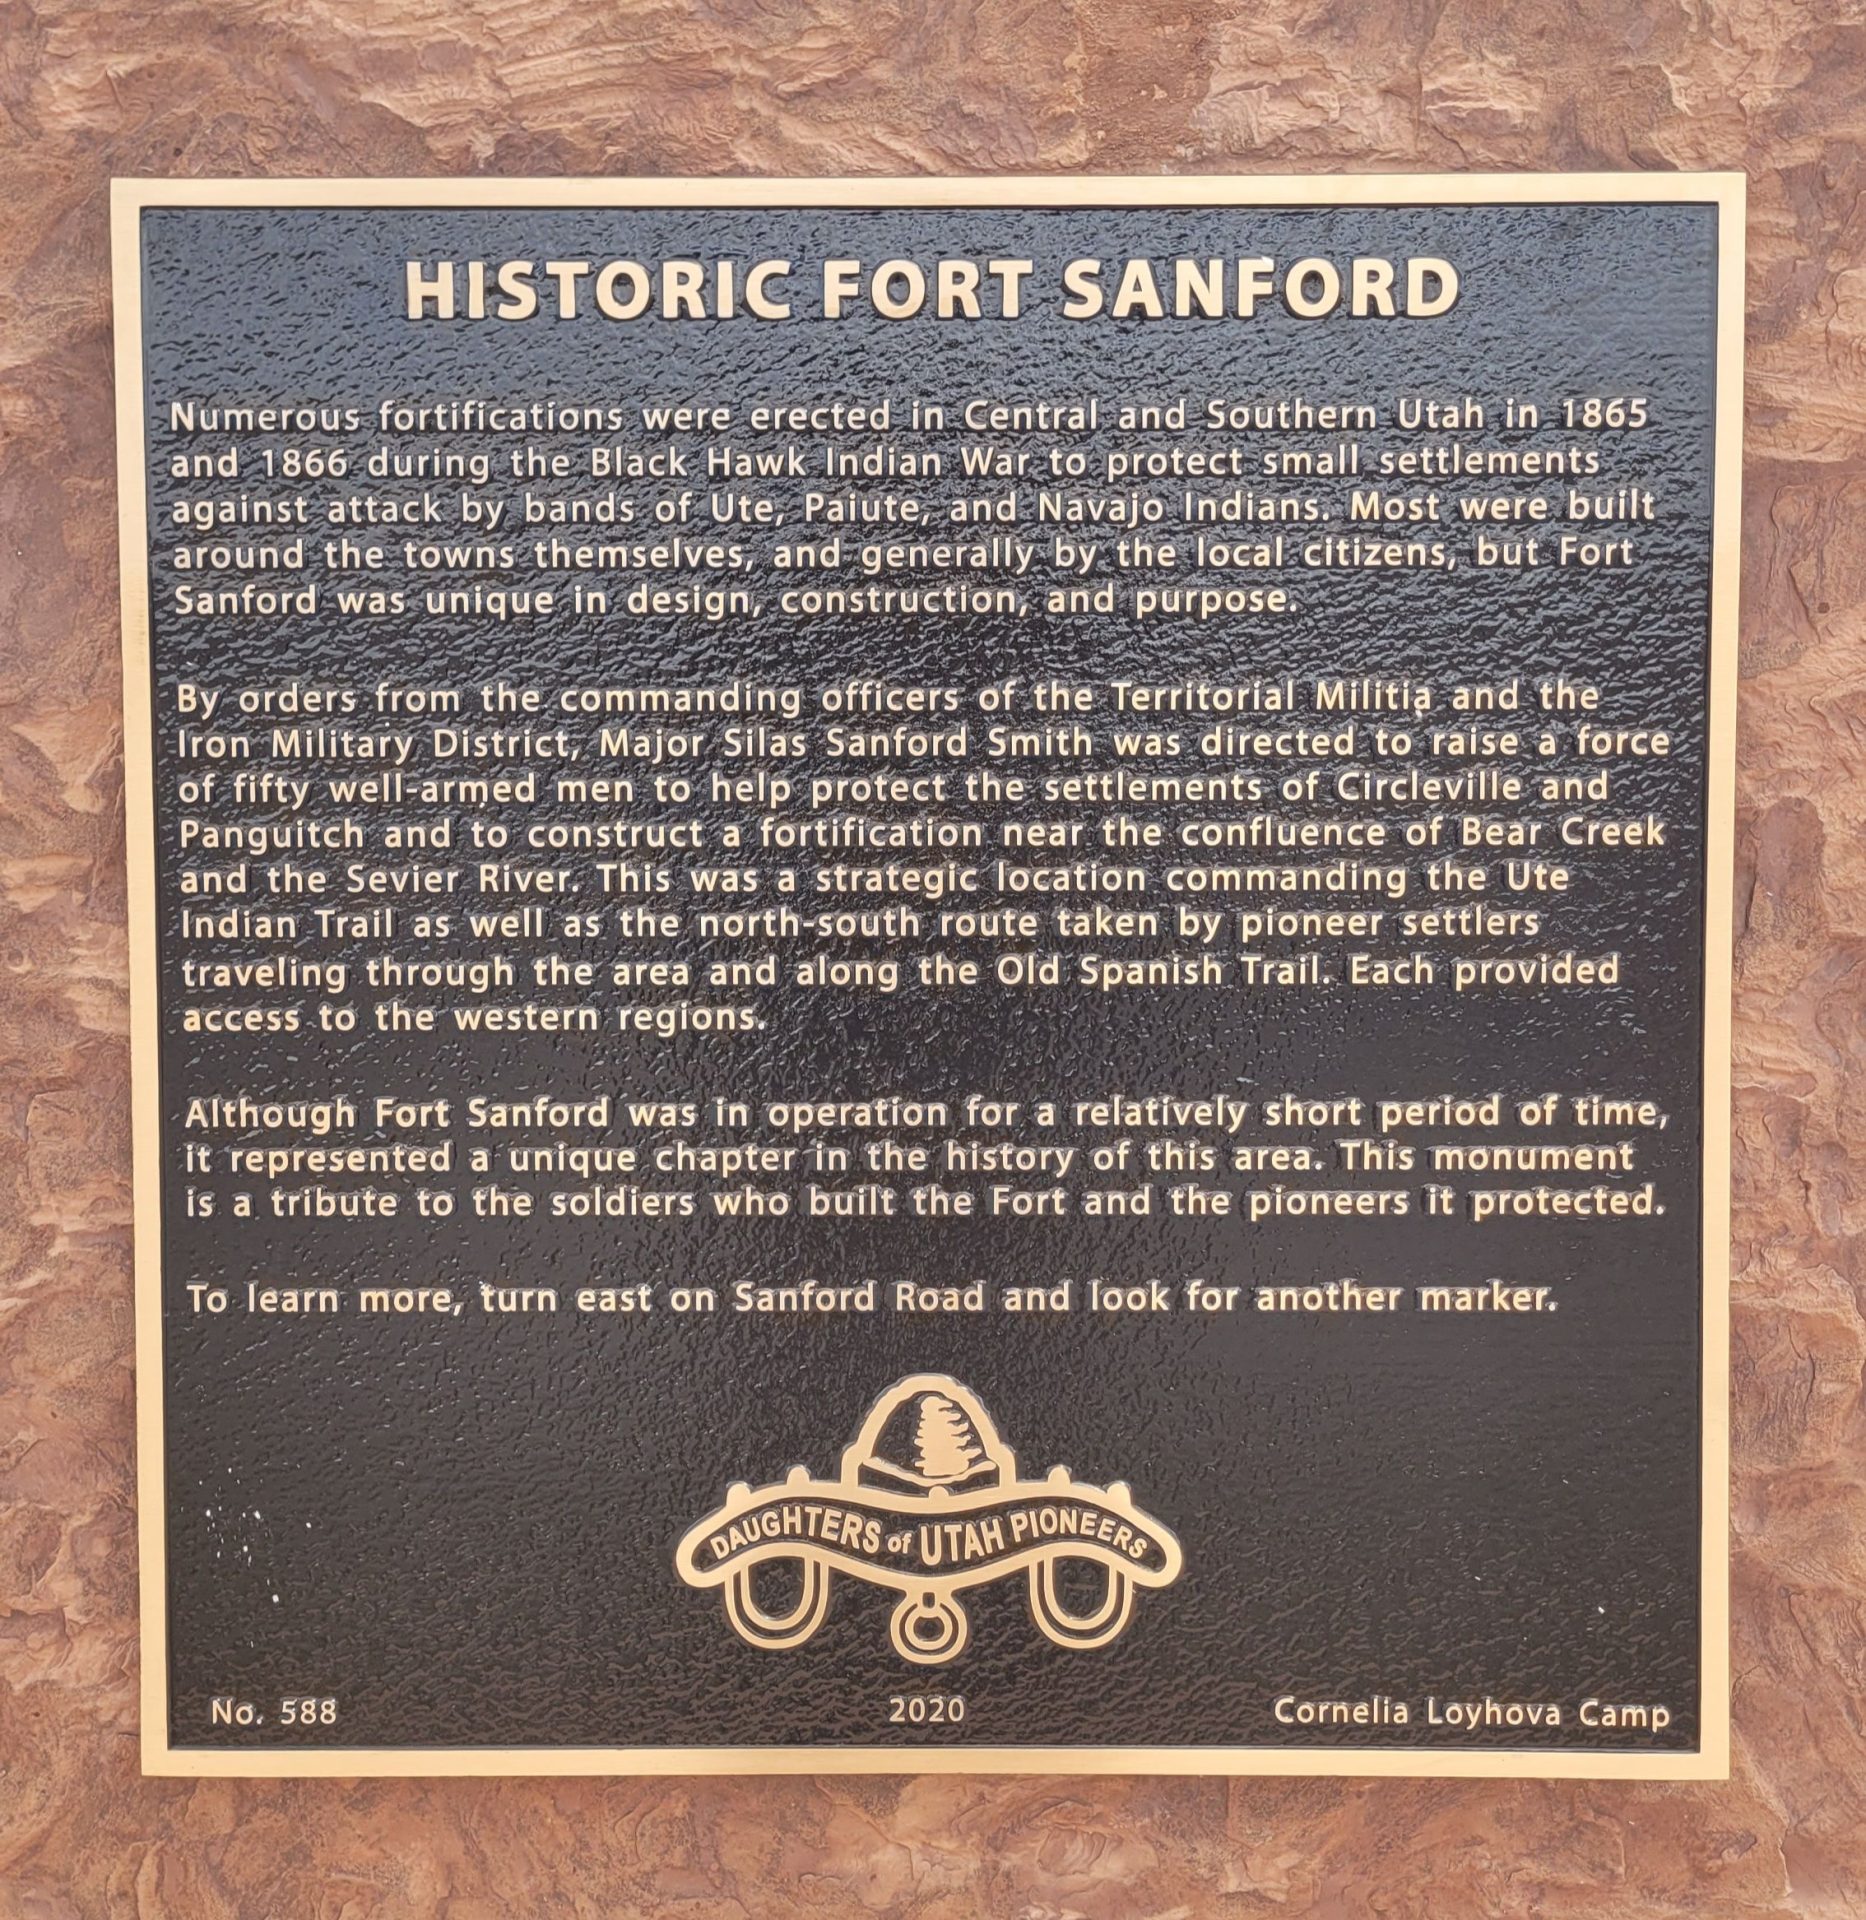 HISTORIC FORT SANFORD
Numerous fortifications were erected in Central and Southern Utah in 1865
and 1866 during the Black Hawk Indian War to protect small settlements
against attack by bands of Ute, Paiute, and Navajo Indians. Most were built
around the towns themselves, and generally by the local citizens, but Fort
Sanford was unique in design, construction, and purpose.
By orders from the commanding officers of the Territorial Militia and the
Iron Military District, Major Silas Sanford Smith was directed to raise a force
of fifty well-armed men to help protect the settlements of Circleville and
Panguitch and to construct a fortification near the confluence of Bear Creek
and the Sevier River. This was a strategic location commanding the Ute
Indian Trail as well as the north-south route taken by pioneer settlers
traveling through the area and along the Old Spanish Trail. Each provided
access to the western regions.
Although Fort Sanford was in operation for a relatively short period of time,
it represented a unique chapter in the history of this area. This monument
is a tribute to the soldiers who built the Fort and the pioneers it protected.
To learn more, turn east on Sanford Road and look for another marker.
DAUGHTERS of UTAH PIONEERS
No. 588 2020 Cornelia Loyhova Camp